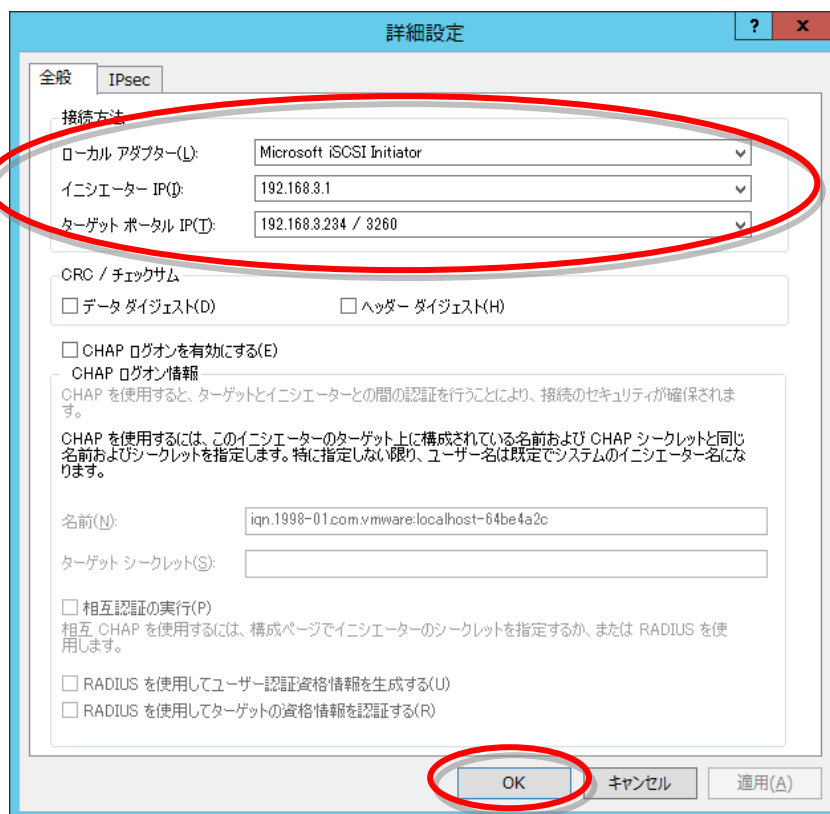 詳細設定
? x
全般 IPsec
接続方法
ローカル アダプター(L): Microsoft iSCSI Initiator
イニシエーター IP(I): 192.168.3.1
ターゲット ポータル IP(T): 192.168.3.234 / 3260
CRC / チェックサム
データ ダイジェスト(D) ヘッダー ダイジェスト(H)
CHAP ログオンを有効にする(E)
CHAP ログオン情報
CHAP を使用すると、ターゲットとイニシエーターとの間の認証を行うことにより、接続のセキュリティが確保されま
す。
CHAP を使用するには、このイニシエーターのターゲット上に構成されている名前および CHAP シークレットと同じ
名前およびシークレットを指定します。特に指定しない限り、ユーザー名は既定でシステムのイニシエーター名にな
ります。
名前(N): iqn.1998-01.com.vmware:localhost-64be4a2c
ターゲット シークレット(S):
相互認証の実行(P)
相互 CHAP を使用するには、構成ページでイニシエーターのシークレットを指定するか、または RADIUS を使
用します。
RADIUS を使用してユーザー認証資格情報を生成する(U)
RADIUS を使用してターゲットの資格情報を認証する(R)
OK キャンセル 適用(A)